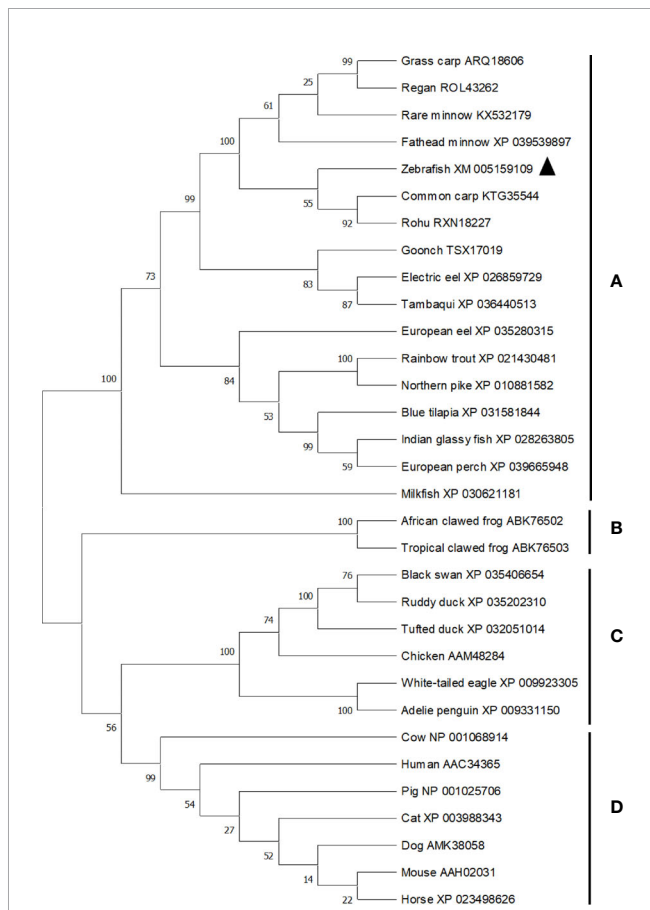 99
Grass carp ARQ18606
25
Regan ROL43262
61
Rare minnow KX532179
100
Fathead minnow XP 039539897
Zebrafish XM 005159109
99
55
Common carp KTG35544
92
Rohu RXN18227
Goonch TSX17019
73
83
Electric eel XP 026859729
A
87
Tambaqui XP 036440513
European eel XP 035280315
100
100
Rainbow trout XP 021430481
84
Northern pike XP 010881582
53
Blue tilapia XP 031581844
99
Indian glassy fish XP 028263805
59
European perch XP 039665948
Milkfish XP 030621181
100
African clawed frog ABK76502
B
Tropical clawed frog ABK76503
76
Black swan XP 035406654
100
Ruddy duck XP 035202310
74
Tufted duck XP 032051014
C
100
Chicken AAM48284
White-tailed eagle XP 009923305
100
Adelie penguin XP 009331150
56
Cow NP 001068914
99
Human AAC34365
54
Pig NP 001025706
D
27
Cat XP 003988343
52
Dog AMK38058
14
Mouse AAH02031
22
Horse XP 023498626